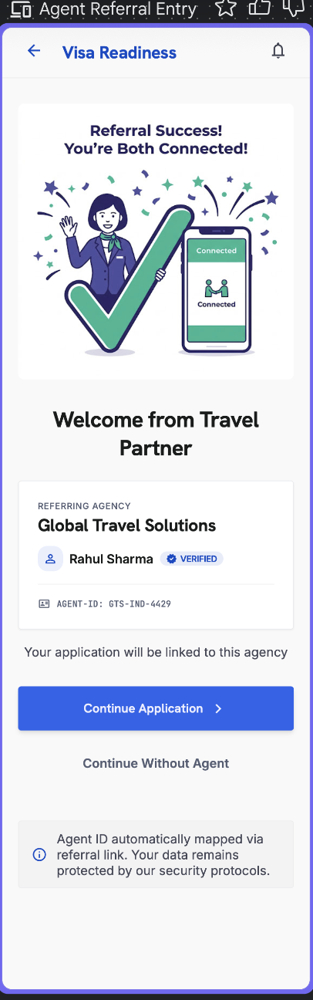 Agent Referral Entry
Visa Readiness
Referral Success!
You're Both Connected!
Connected
Connected
Welcome from Travel
Partner
REFERRING AGENCY
Global Travel Solutions
Rahul Sharma VERIFIED
AGENT-ID: GTS-IND-4429
Your application will be linked to this agency
Continue Application
Continue Without Agent
Agent ID automatically mapped via
referral link. Your data remains
protected by our security protocols.